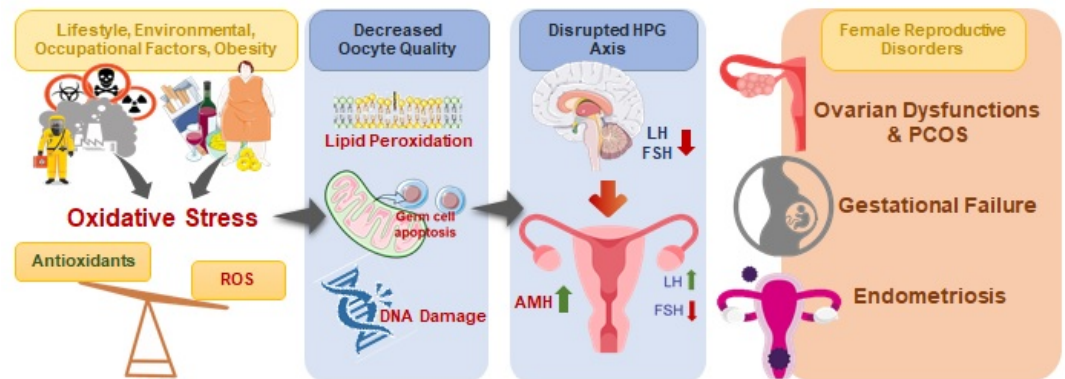 Lifestyle, Environmental,
Occupational Factors, Obesity
Oxidative Stress
Antioxidants
ROS
Decreased
Oocyte Quality
Lipid Peroxidation
Germ cell
apoptosis
DNA Damage
Disrupted HPG
Axis
LH
FSH
AMH
LH
FSH
Female Reproductive
Disorders
Ovarian Dysfunctions
& PCOS
Gestational Failure
Endometriosis